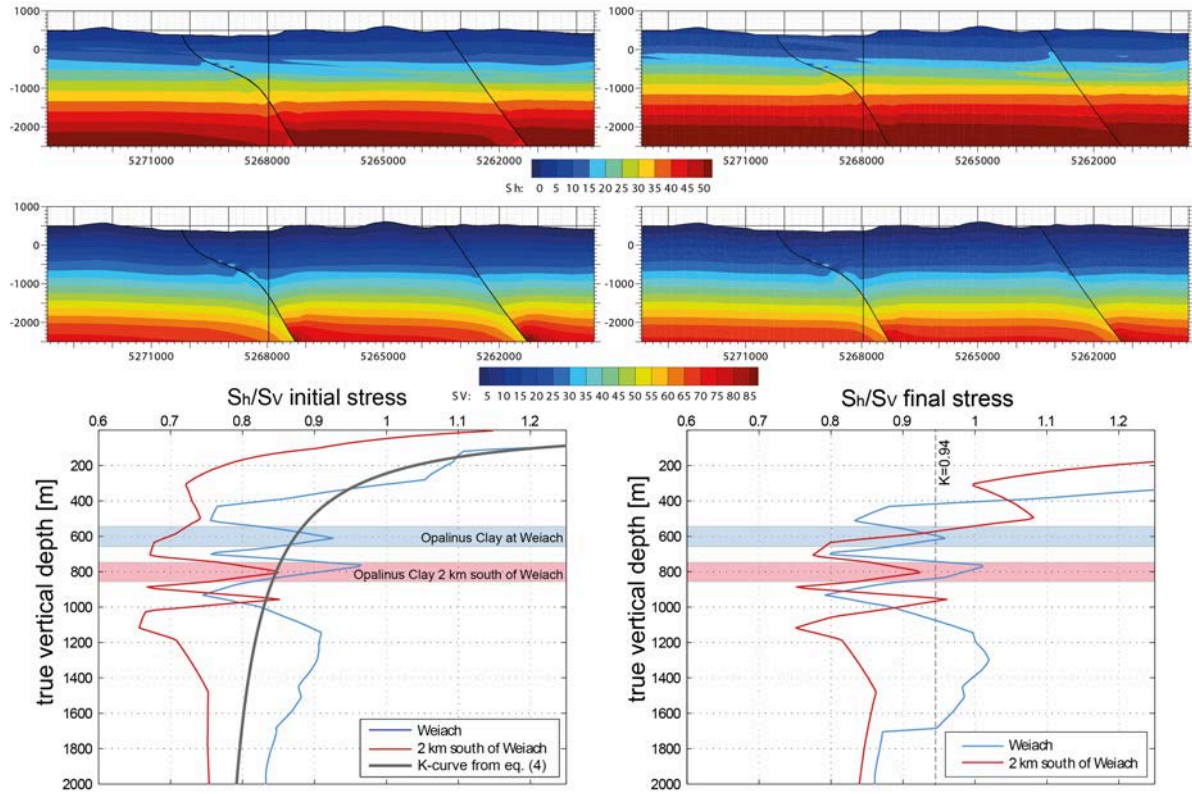 1000 1000
0 0
-1000 -1000
-2000 -2000
5271000 5268000 5265000 5262000 5271000 5268000 5265000 5262000
Sh: 0 5 10 15 20 25 30 35 40 45 50
1000 1000
0 0
-1000 -1000
-2000 -2000
5271000 5268000 5265000 5262000 5271000 5268000 5265000 5262000
SV: 5 10 15 20 25 30 35 40 45 50 55 60 65 70 75 80 85
Sh/SV initial stress
0.6 0.7 0.8 0.9 1 1.1 1.2
true vertical depth [m]
200
400
600
800
1000
1200
1400
1600
1800
2000
Opalinus Clay at Weiach
Opalinus Clay 2 km south of Weiach
Weiach
2 km south of Weiach
K-curve from eq. (4)
Sh/SV final stress
0.6 0.7 0.8 0.9 1 1.1 1.2
K=0.94
true vertical depth [m]
200
400
600
800
1000
1200
1400
1600
1800
2000
Weiach
2 km south of Weiach